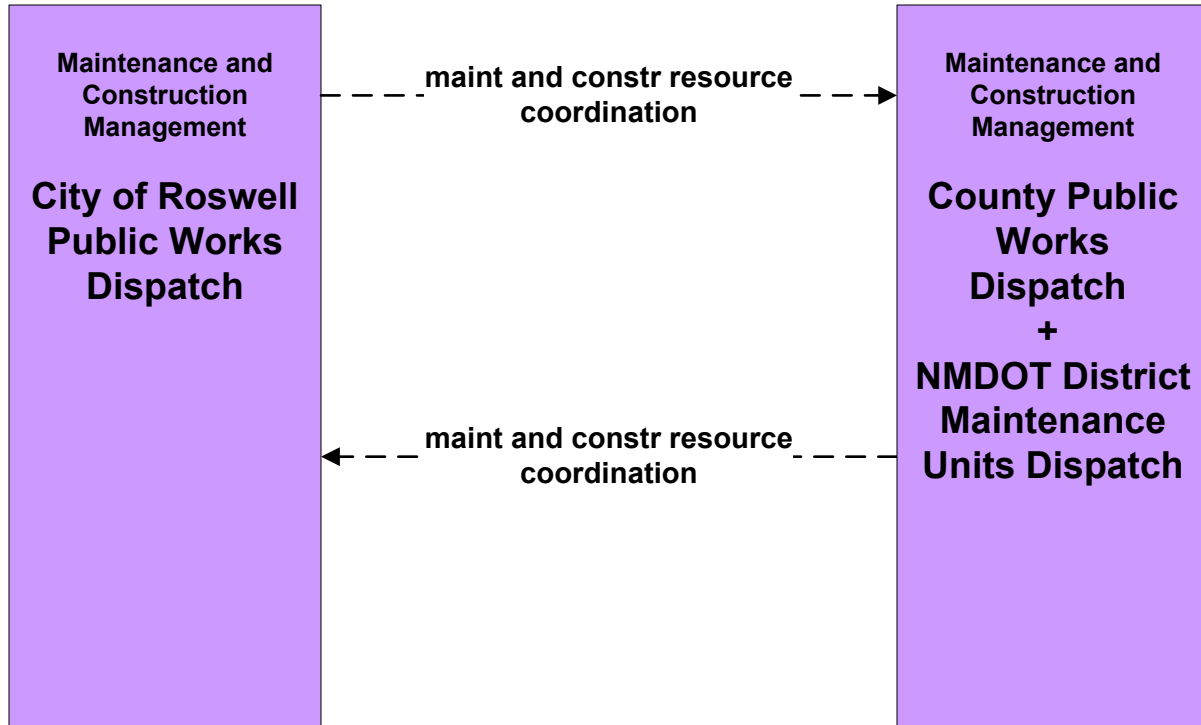 Maintenance and
Construction
Management
City of Roswell
Public Works
Dispatch
maint and constr resource
coordination
maint and constr resource
coordination
Maintenance and
Construction
Management
County Public
Works
Dispatch
+
NMDOT District
Maintenance
Units Dispatch